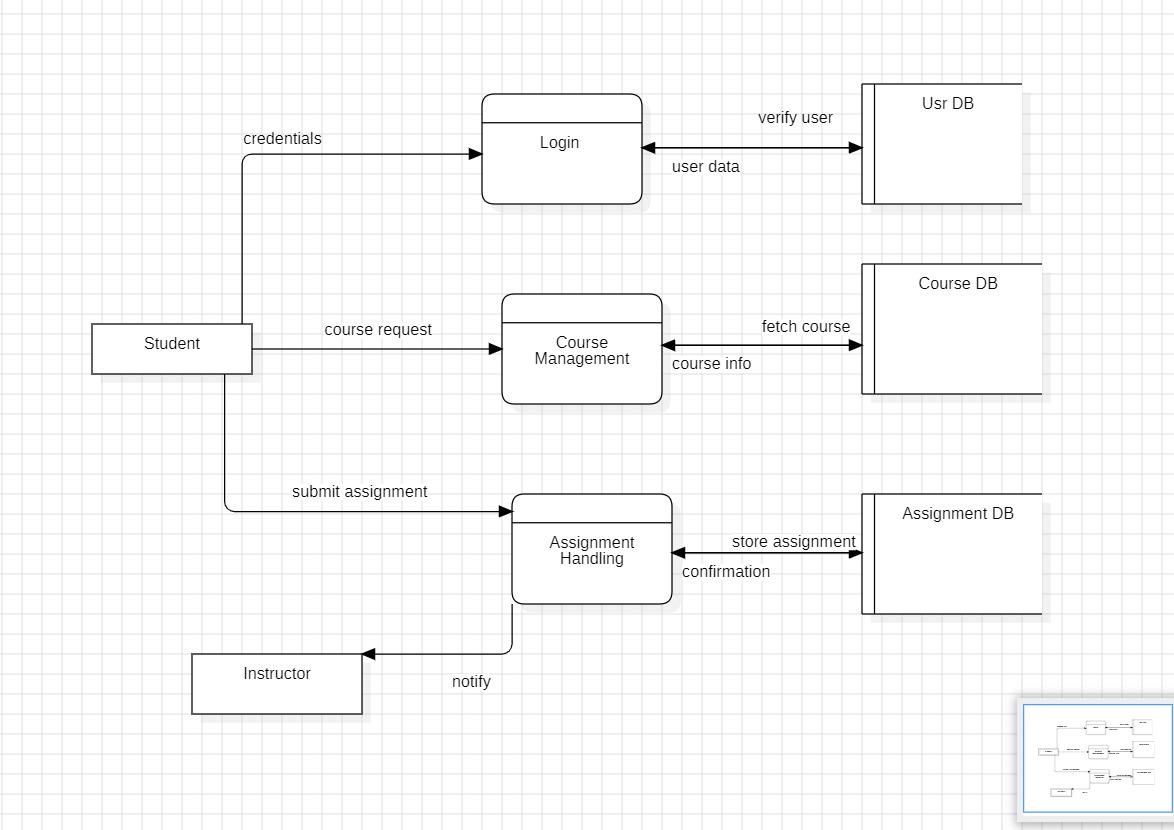 Usr DB
verify user
credentials
Login
user data
Course DB
course request
fetch course
Student
Course
Management
course info
submit assignment
Assignment DB
store assignment
Assignment
Handling
confirmation
Instructor
notify